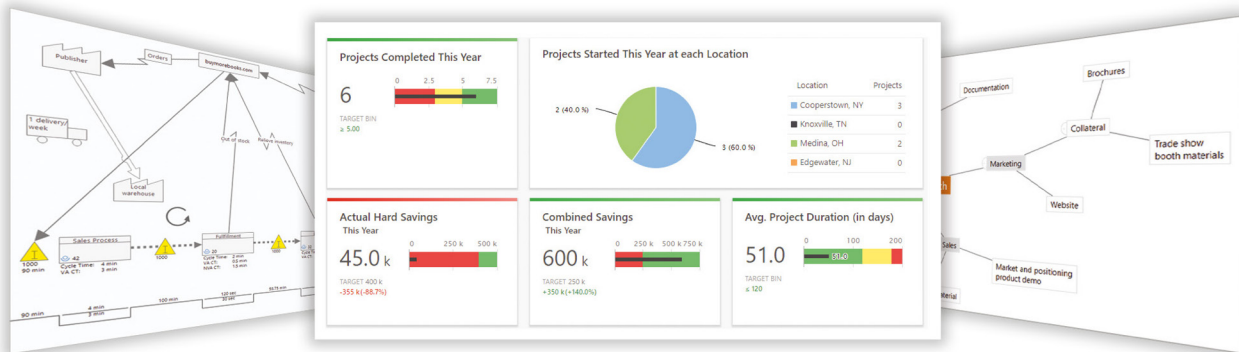 Publisher
Orders
buymorebooks.com
1 delivery/
week
Out of stock
Local
warehouse
1000
90 min
Sales Process
42
Cycle Time: 4 min
VA CT: 3 min
1000
Fulfillment
20
Cycle Time: 2 min
1000
90 min
4 min
3 min
100 min
Projects Completed This Year
6
TARGET BIN
≥ 5.00
0 2.5 5 7.5
Projects Started This Year at each Location
2 (40.0 %)
3 (60.0 %)
Location Projects
Cooperstown, NY 3
Knoxville, TN 0
Medina, OH 2
Edgewater, NJ 0
Actual Hard Savings
This Year
45.0 k
TARGET 400 k
-355 k(-88.7%)
0 250 k 500 k
Combined Savings
This Year
600 k
TARGET 250 k
+350 k(+140.0%)
0 250 k 500 k 750 k
Avg. Project Duration (in days)
51.0
TARGET BIN
≤ 120
0 100 200
51.0
Documentation
Brochures
Collateral
Trade show
booth materials
Marketing
Website
Sales
Market and positioning
product demo